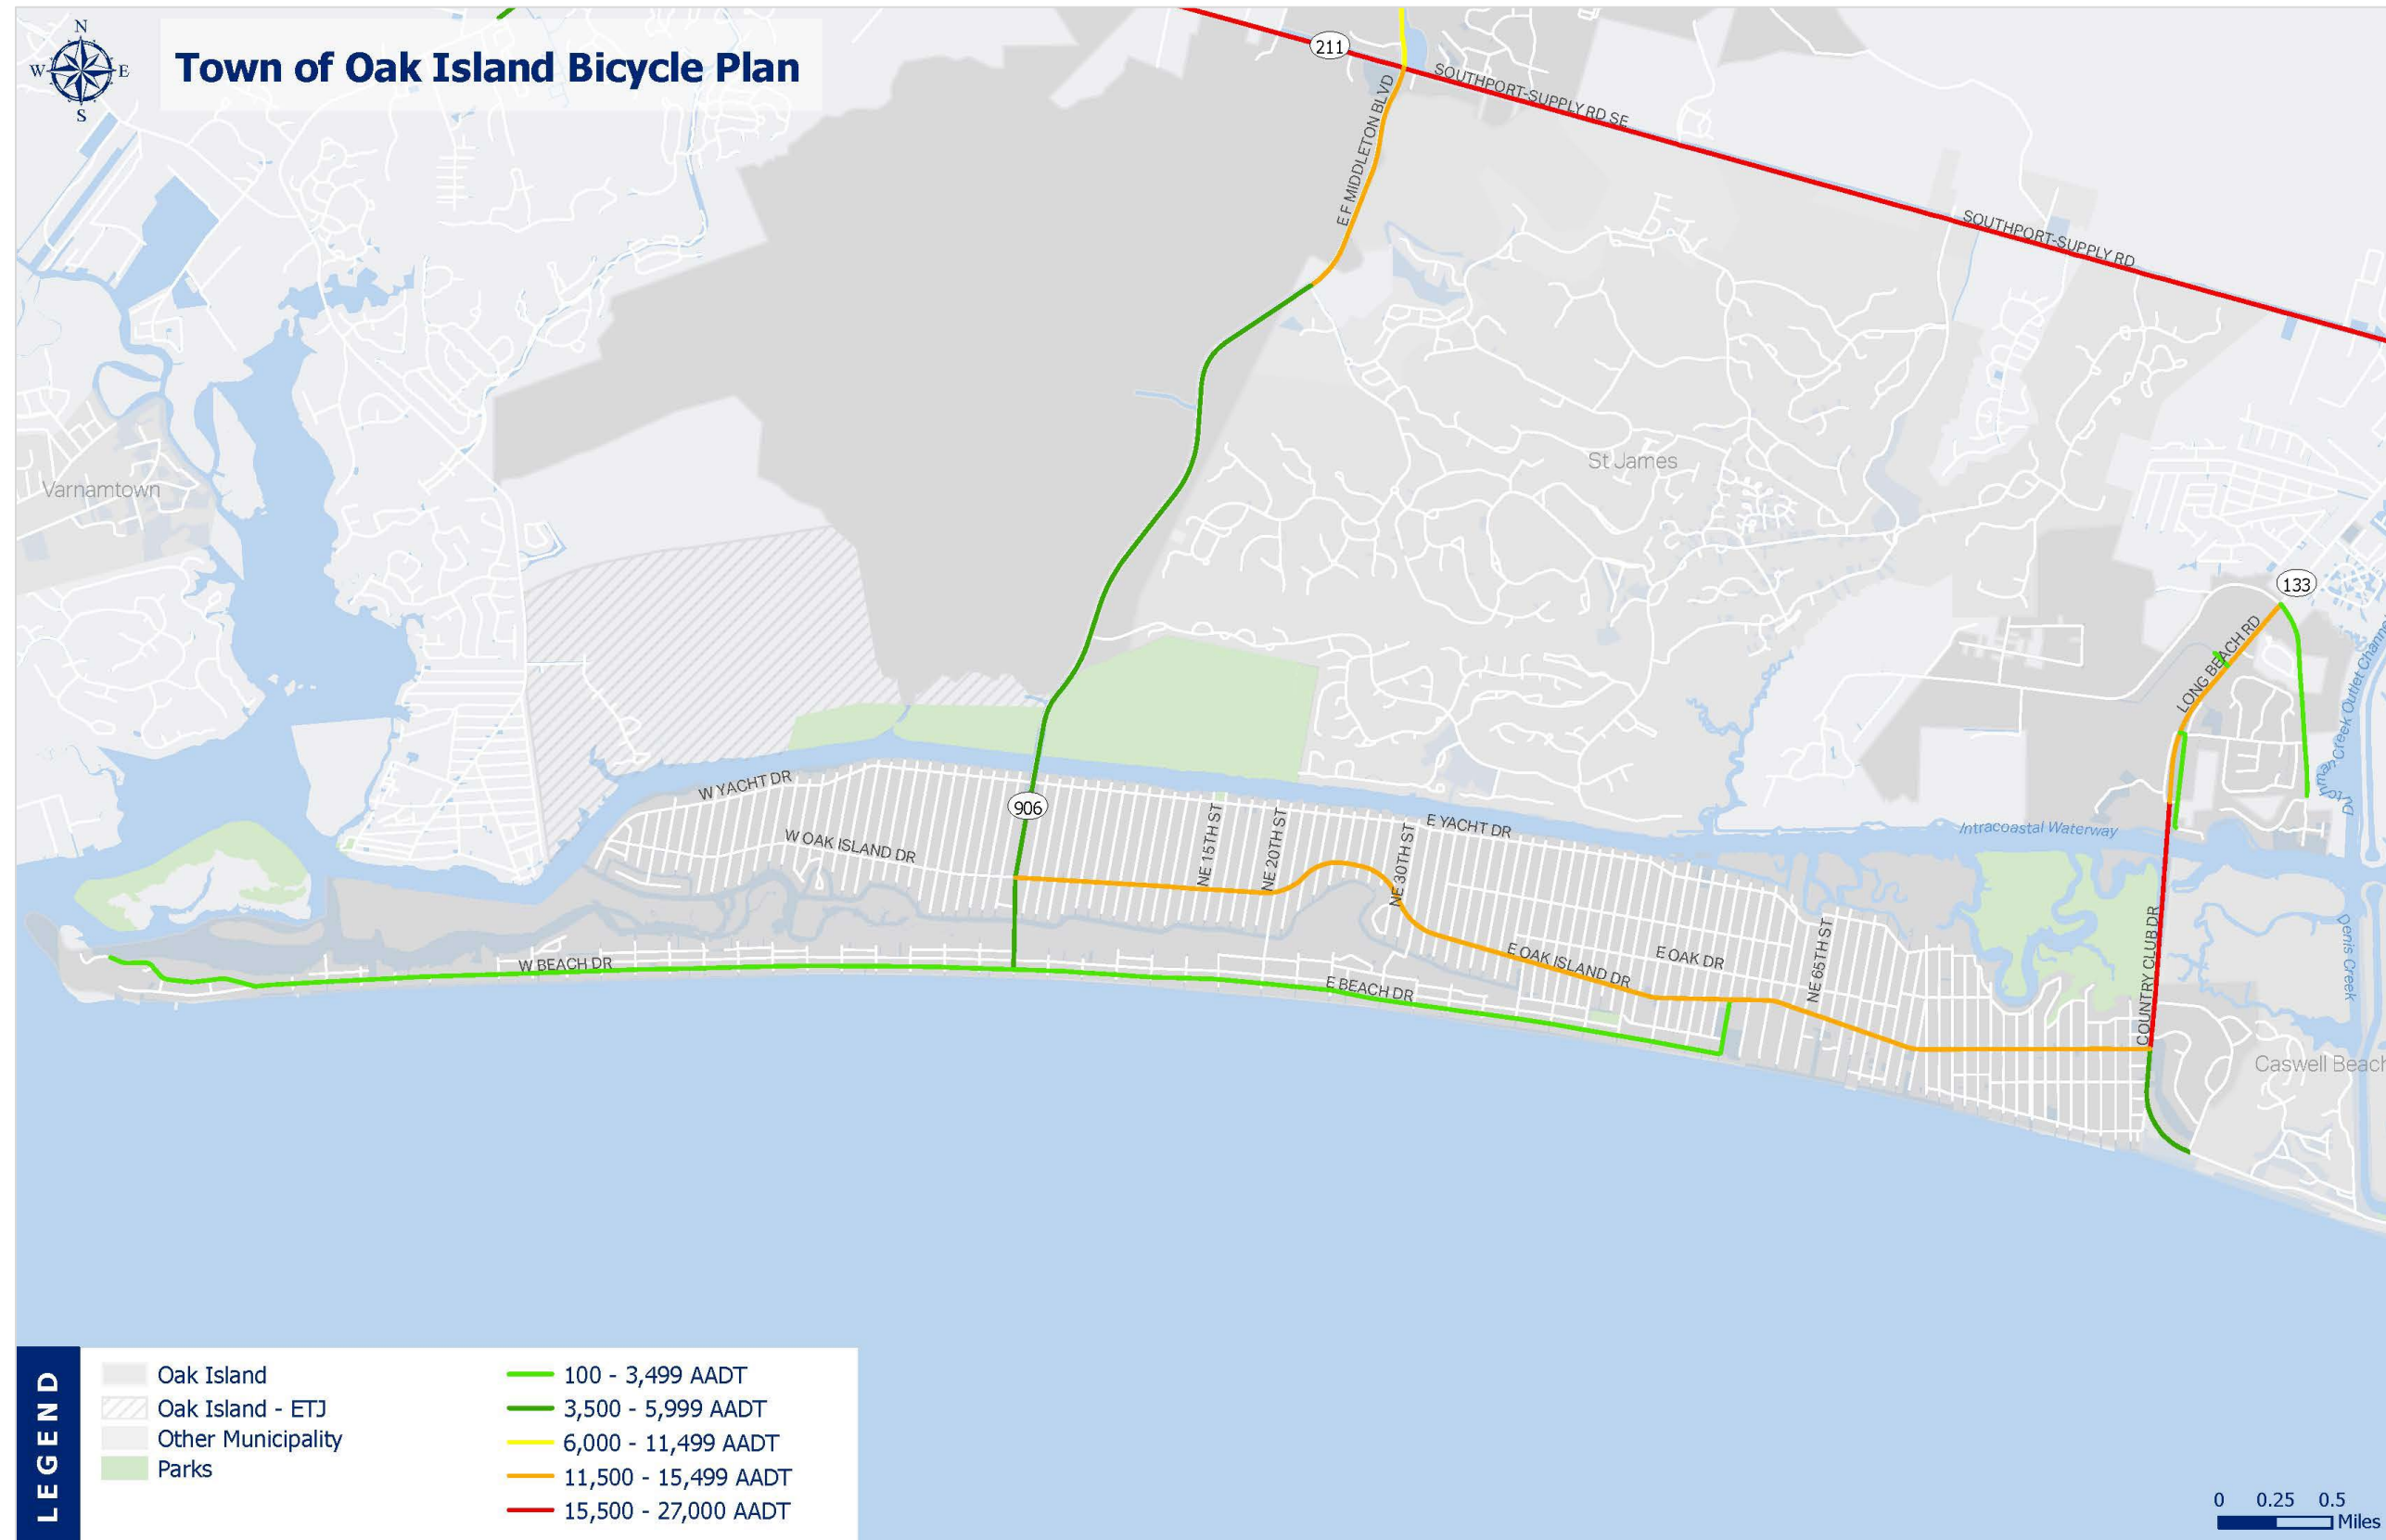 N
W E
S
Town of Oak Island Bicycle Plan
211
SOUTHPORT-SUPPLY RD SE
E F MIDDLETON BLVD
SOUTHPORT-SUPPLY RD
St James
Varnamtown
133
LONG BEACH RD
Creek Outlet Channe
W YACHT DR
906
NE 15TH ST
NE 20TH ST
NE 30TH ST
E YACHT DR
Intracoastal Waterway
W OAK ISLAND DR
W BEACH DR
E BEACH DR
E OAK ISLAND DR
E OAK DR
NE 65TH ST
COUNTRY CLUB DR
Denis Creek
Caswell Beach
LEGEND
Oak Island
Oak Island - ETJ
Other Municipality
Parks
100 - 3,499 AADT
3,500 - 5,999 AADT
6,000 - 11,499 AADT
11,500 - 15,499 AADT
15,500 - 27,000 AADT
0 0.25 0.5
Miles